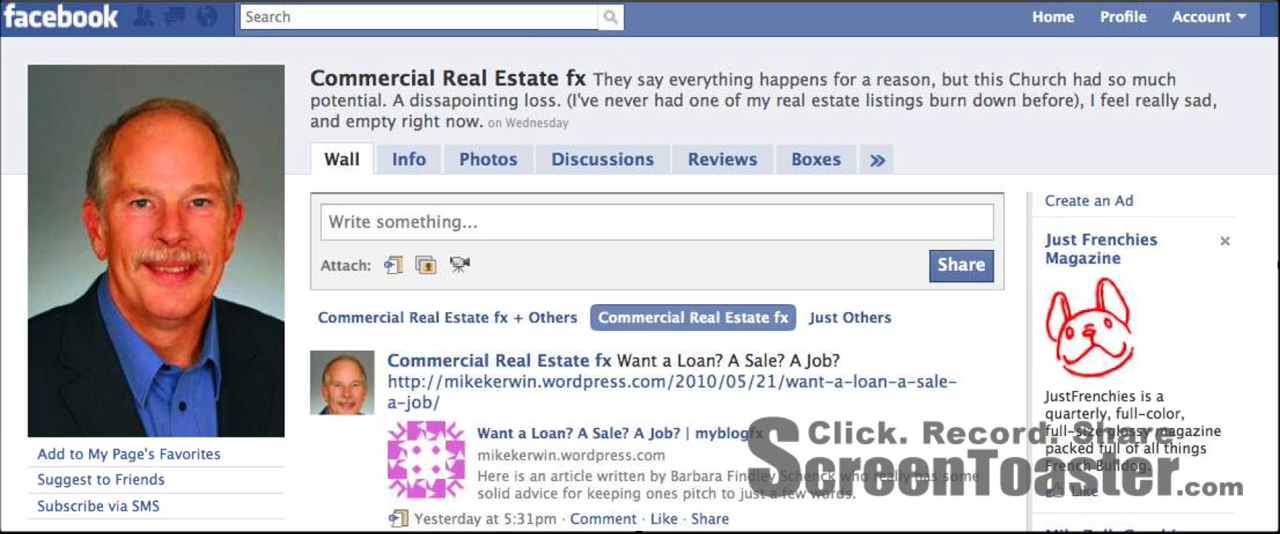 facebook
Search
Home Profile Account
Commercial Real Estate fx They say everything happens for a reason, but this Church had so much
potential. A dissapointing loss. (I've never had one of my real estate listings burn down before), I feel really sad,
and empty right now. on Wednesday
Wall Info Photos Discussions Reviews Boxes »
Write something...
Attach:
Share
Commercial Real Estate fx + Others Commercial Real Estate fx Just Others
Commercial Real Estate fx Want a Loan? A Sale? A Job?
http://mikekerwin.wordpress.com/2010/05/21/want-a-loan-a-sale-
a-job/
Want a Loan? A Sale? A Job? | myblogfx
mikekerwin.wordpress.com
Here is an article written by Barbara Findley Schenck who really has some
solid advice for keeping ones pitch to just a few words.
Yesterday at 5:31pm · Comment · Like · Share
Add to My Page's Favorites
Suggest to Friends
Subscribe via SMS
Create an Ad
Just Frenchies
Magazine
JustFrenchies is a
quarterly, full-color,
full-size glossy magazine
packed full of all things
French Bulldog.
Like
Click. Record. Share.
ScreenToaster.com